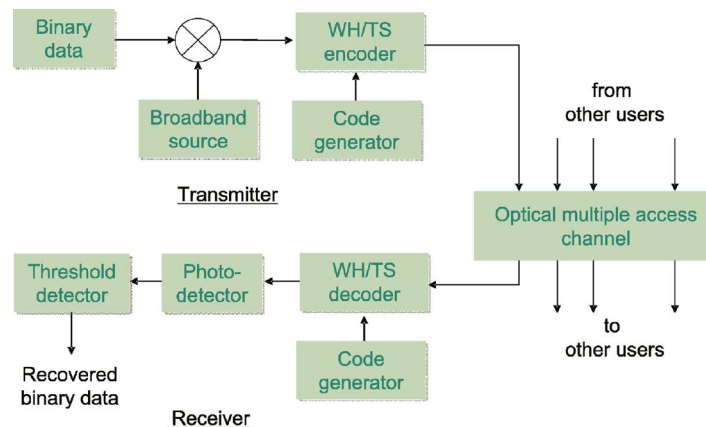 Binary
data
WH/TS
encoder
Broadband
source
Code
generator
from
other users
Transmitter
Optical multiple access
channel
Threshold
detector
Photo-
detector
WH/TS
decoder
to
other users
Code
generator
Recovered
binary data
Receiver